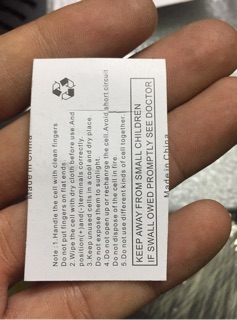 Note :1.Handle the cell with clean fingers
Do not put fingers on flat ends
2.Wipe the cell with dry cloth before use.And
position(+)and(-)terminals correctly.
3.Keep unused cells in a cool and dry place.
Do not expose them to sunlight.
4.Do not open up or recharnge the cell.Avoid short circuit
Do not dispose of the cell in fire.
5.Do not use different kinds of cell together.
KEEP AWAY FROM SMALL CHILDREN
IF SWALL OWED PROMPTLY SEE DOCTOR
Made in China
Made in China